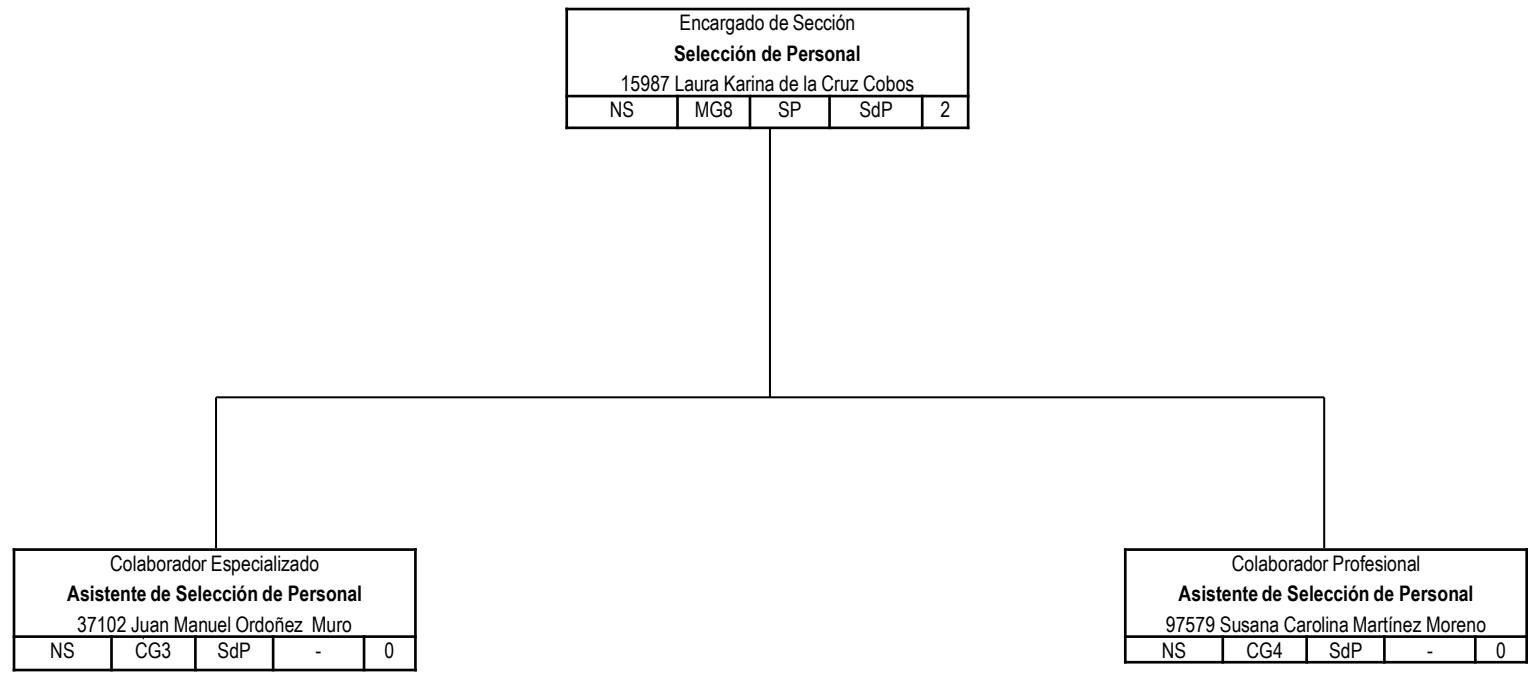 Encargado de Sección
Selección de Personal
15987 Laura Karina de la Cruz Cobos
NS MG8 SP SdP 2
Colaborador Especializado
Asistente de Selección de Personal
37102 Juan Manuel Ordoñez Muro
NS CG3 SdP - 0
Colaborador Profesional
Asistente de Selección de Personal
97579 Susana Carolina Martínez Moreno
NS CG4 SdP - 0